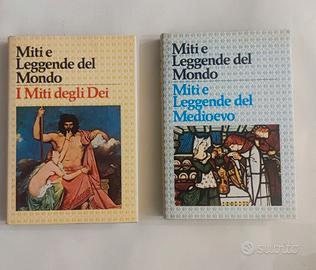 Miti e
Leggende del
Mondo
I Miti degli Dei
Miti e
Leggende del
Mondo
Miti e
Leggende del
Medioevo
subito